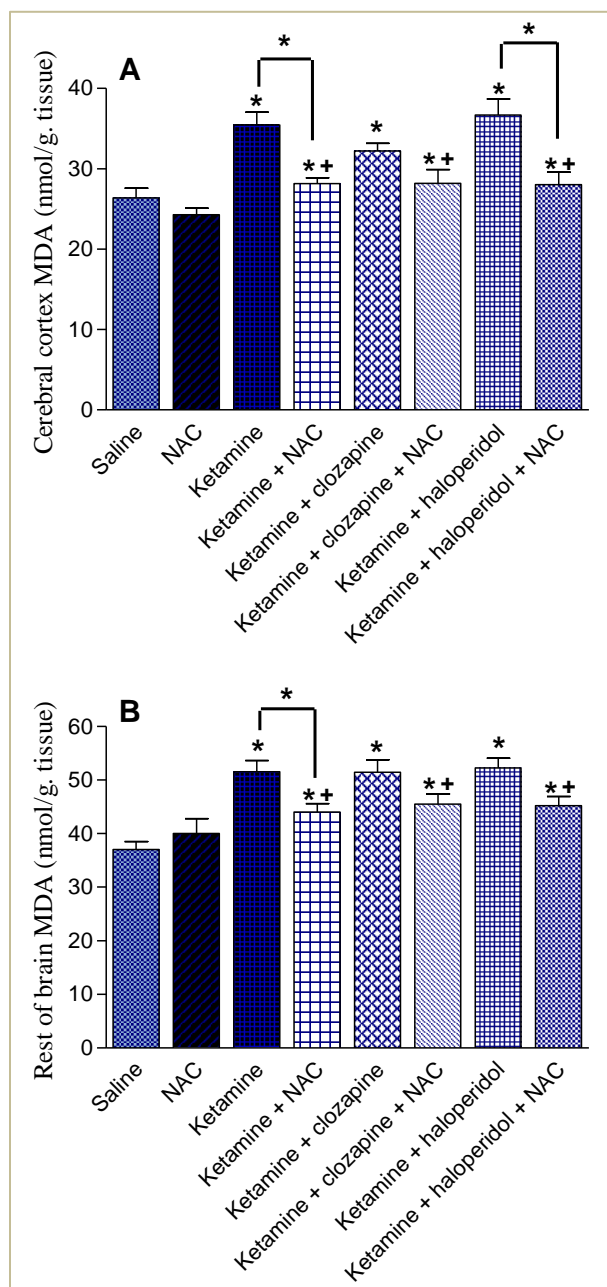 A
Cerebral cortex MDA (nmol/g. tissue)
40
30
20
10
0
*
*
*
*+
*
*+
*
*+
Saline
NAC
Ketamine
Ketamine + NAC
Ketamine + clozapine
Ketamine + clozapine + NAC
Ketamine + haloperidol
Ketamine + haloperidol + NAC
B
Rest of brain MDA (nmol/g. tissue)
60
50
40
30
20
10
0
*
*
*+
*
*+
*
*+
Saline
NAC
Ketamine
Ketamine + NAC
Ketamine + clozapine
Ketamine + clozapine + NAC
Ketamine + haloperidol
Ketamine + haloperidol + NAC